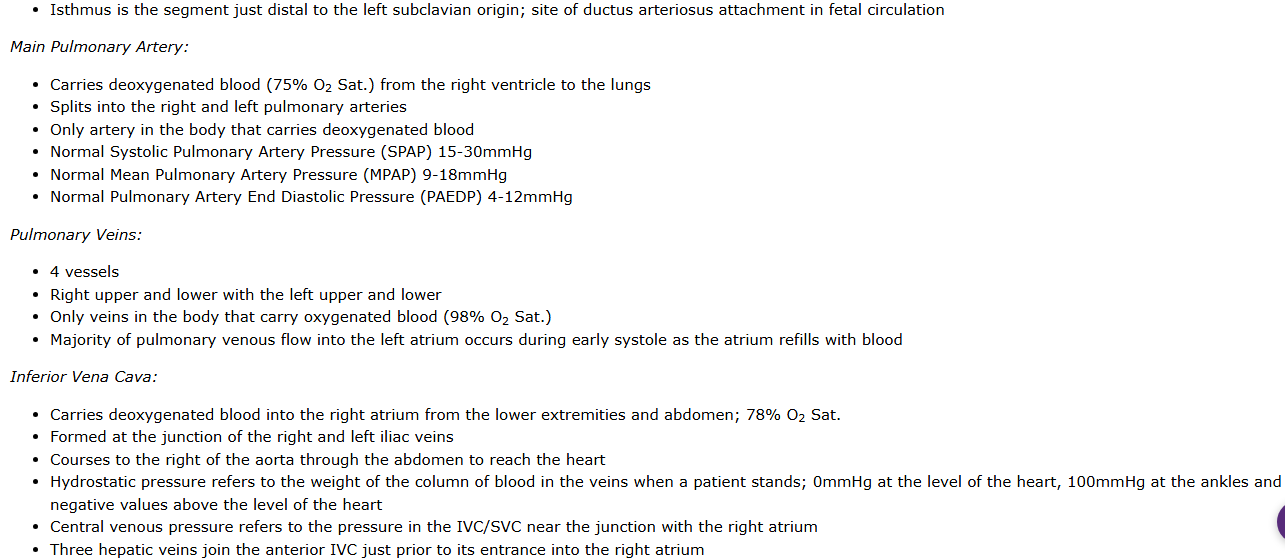 • Isthmus is the segment just distal to the left subclavian origin; site of ductus arteriosus attachment in fetal circulation
Main Pulmonary Artery:
• Carries deoxygenated blood (75% O₂ Sat.) from the right ventricle to the lungs
• Splits into the right and left pulmonary arteries
• Only artery in the body that carries deoxygenated blood
• Normal Systolic Pulmonary Artery Pressure (SPAP) 15-30mmHg
• Normal Mean Pulmonary Artery Pressure (MPAP) 9-18mmHg
• Normal Pulmonary Artery End Diastolic Pressure (PAEDP) 4-12mmHg
Pulmonary Veins:
• 4 vessels
• Right upper and lower with the left upper and lower
• Only veins in the body that carry oxygenated blood (98% O₂ Sat.)
• Majority of pulmonary venous flow into the left atrium occurs during early systole as the atrium refills with blood
Inferior Vena Cava:
• Carries deoxygenated blood into the right atrium from the lower extremities and abdomen; 78% O₂ Sat.
• Formed at the junction of the right and left iliac veins
• Courses to the right of the aorta through the abdomen to reach the heart
• Hydrostatic pressure refers to the weight of the column of blood in the veins when a patient stands; 0mmHg at the level of the heart, 100mmHg at the ankles and
negative values above the level of the heart
• Central venous pressure refers to the pressure in the IVC/SVC near the junction with the right atrium
• Three hepatic veins join the anterior IVC just prior to its entrance into the right atrium